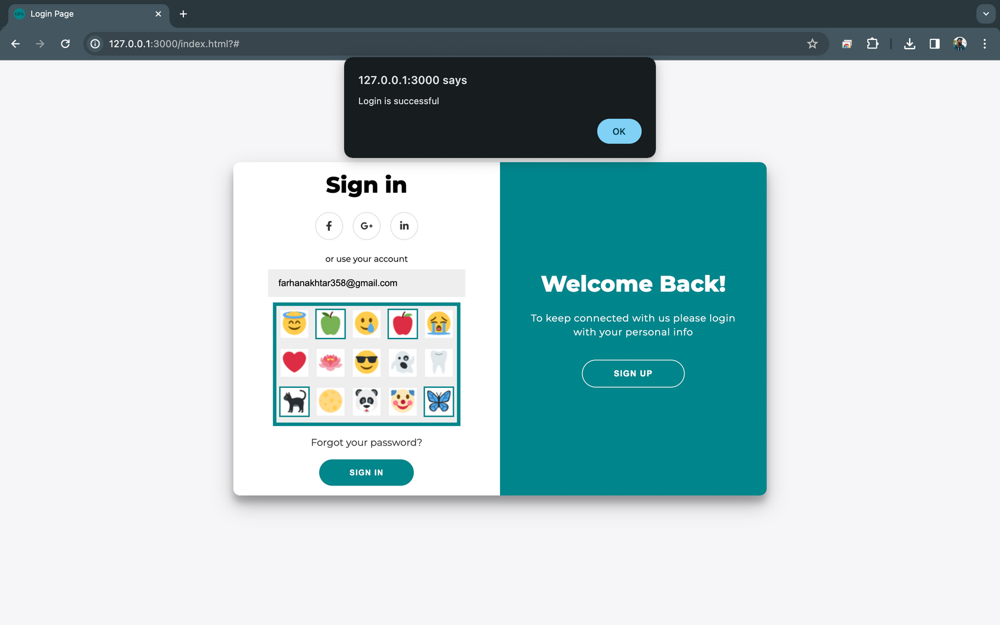 GPA
Login Page
127.0.0.1:3000/index.html?#
127.0.0.1:3000 says
Login is successful
OK
Sign in
f G+ in
or use your account
farhanakhtar358@gmail.com
Forgot your password?
SIGN IN
Welcome Back!
To keep connected with us please login
with your personal info
SIGN UP